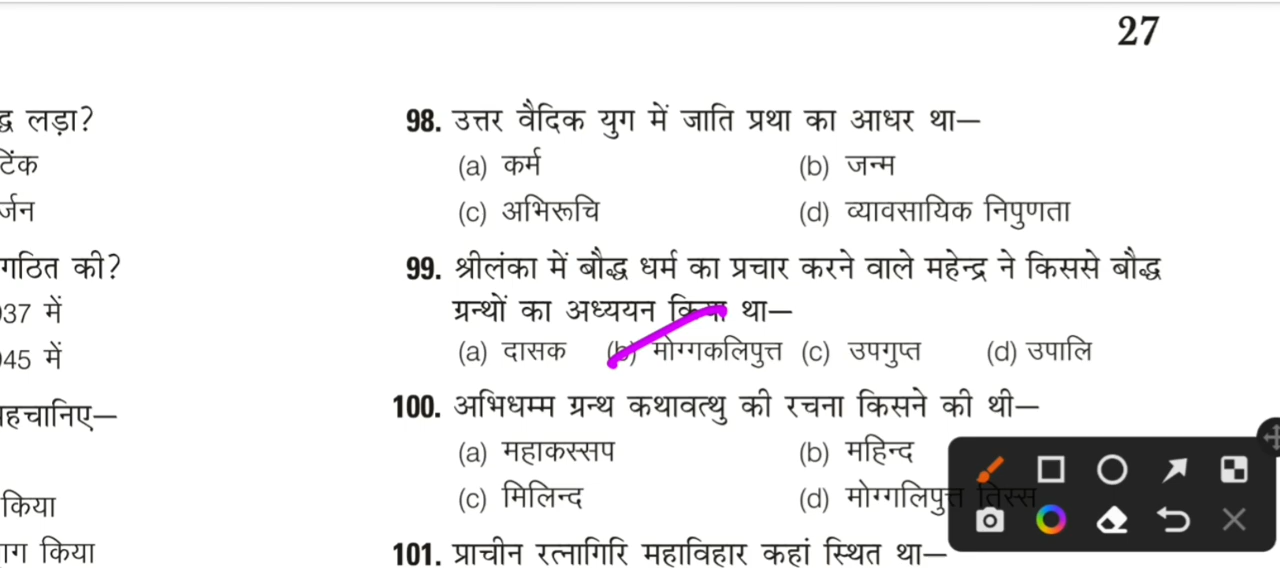 27
द्ध लड़ा?
टिंक
र्जन
गठित की?
037 में
045 में
हचानिए—
किया
ाग किया
98. उत्तर वैदिक युग में जाति प्रथा का आधर था—
(a) कर्म (b) जन्म
(c) अभिरूचि (d) व्यावसायिक निपुणता
99. श्रीलंका में बौद्ध धर्म का प्रचार करने वाले महेन्द्र ने किससे बौद्ध
ग्रन्थों का अध्ययन किया था—
(a) दासक (b) मोग्गकलिपुत्त (c) उपगुप्त (d) उपालि
100. अभिधम्म ग्रन्थ कथावत्थु की रचना किसने की थी—
(a) महाकस्सप (b) महिन्द
(c) मिलिन्द (d) मोग्गलिपुत्त तिस्स
101. प्राचीन रत्नागिरि महाविहार कहां स्थित था—